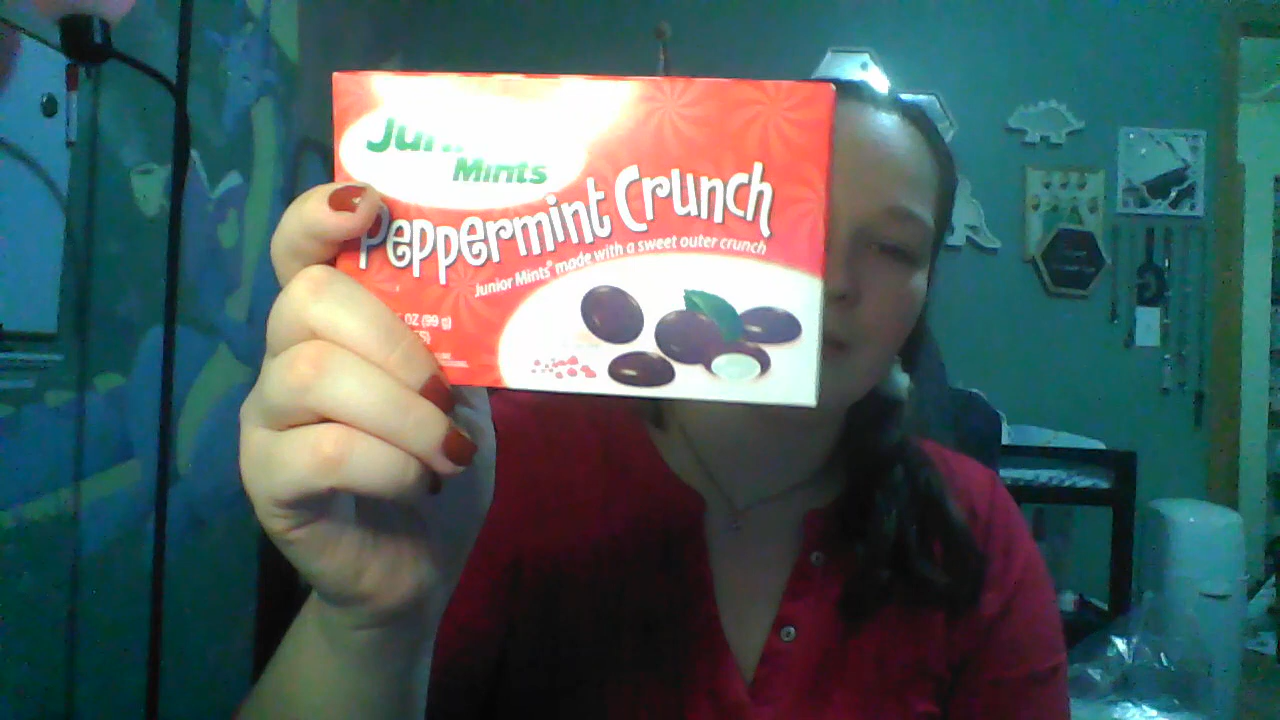 Mints
Peppermint Crunch
Junior Mints® made with a sweet outer crunch
OZ (99 g)